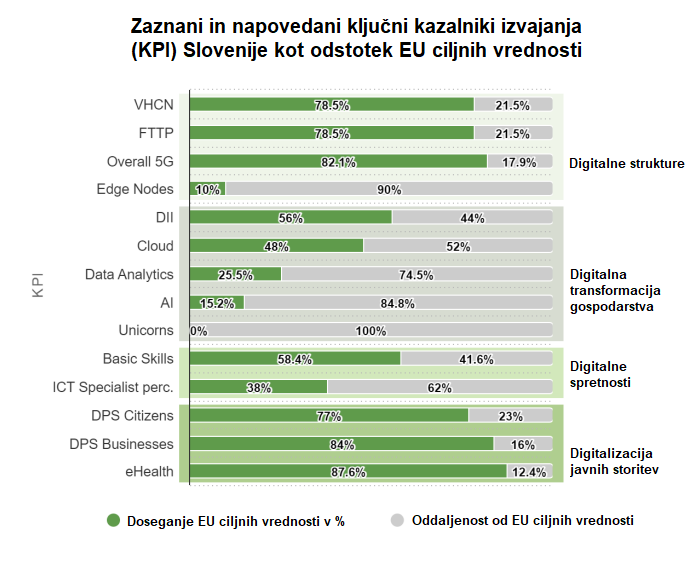 Zaznani in napovedani ključni kazalniki izvajanja
(KPI) Slovenije kot odstotek EU ciljnih vrednosti
KPI
VHCN 78.5% 21.5%
FTTP 78.5% 21.5%
Overall 5G 82.1% 17.9%
Edge Nodes 10% 90%
Digitalne strukture
DII 56% 44%
Cloud 48% 52%
Data Analytics 25.5% 74.5%
AI 15.2% 84.8%
Unicorns 0% 100%
Digitalna
transformacija
gospodarstva
Basic Skills 58.4% 41.6%
ICT Specialist perc. 38% 62%
Digitalne
spretnosti
DPS Citizens 77% 23%
DPS Businesses 84% 16%
eHealth 87.6% 12.4%
Digitalizacija
javnih storitev
Doseganje EU ciljnih vrednosti v %
Oddaljenost od EU ciljnih vrednosti